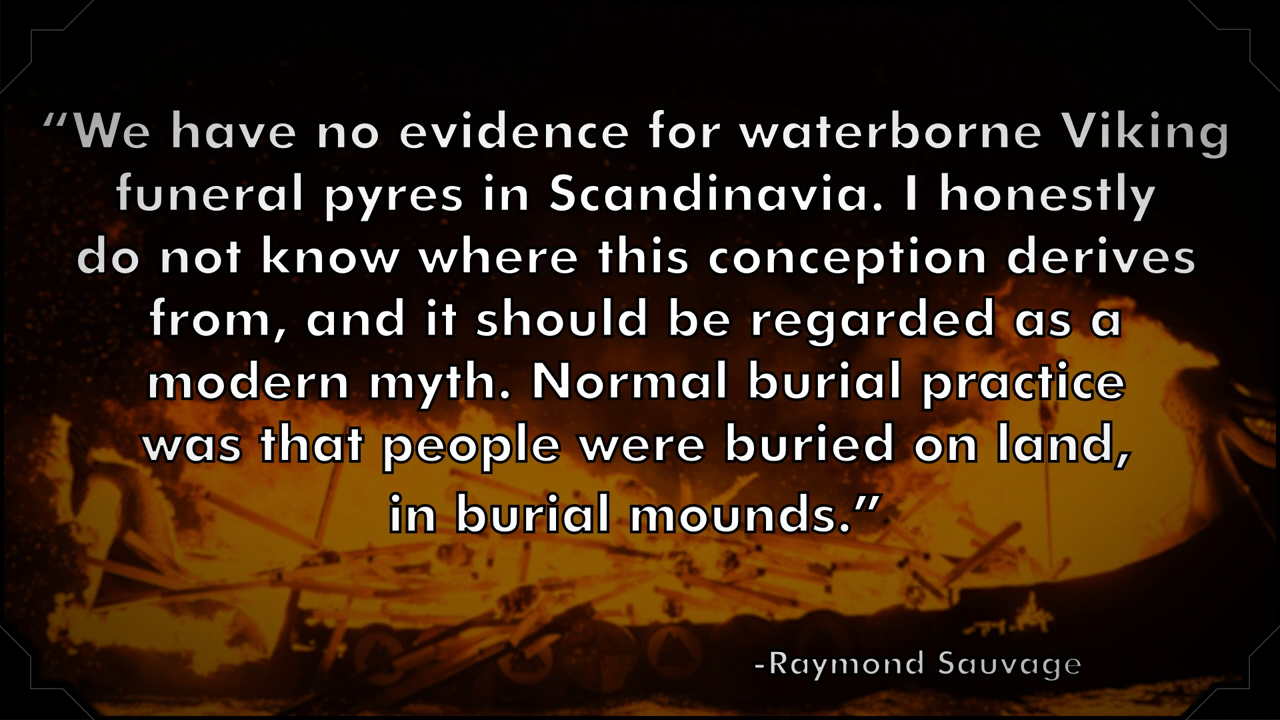 “We have no evidence for waterborne Viking
funeral pyres in Scandinavia. I honestly
do not know where this conception derives
from, and it should be regarded as a
modern myth. Normal burial practice
was that people were buried on land,
in burial mounds.”
-Raymond Sauvage